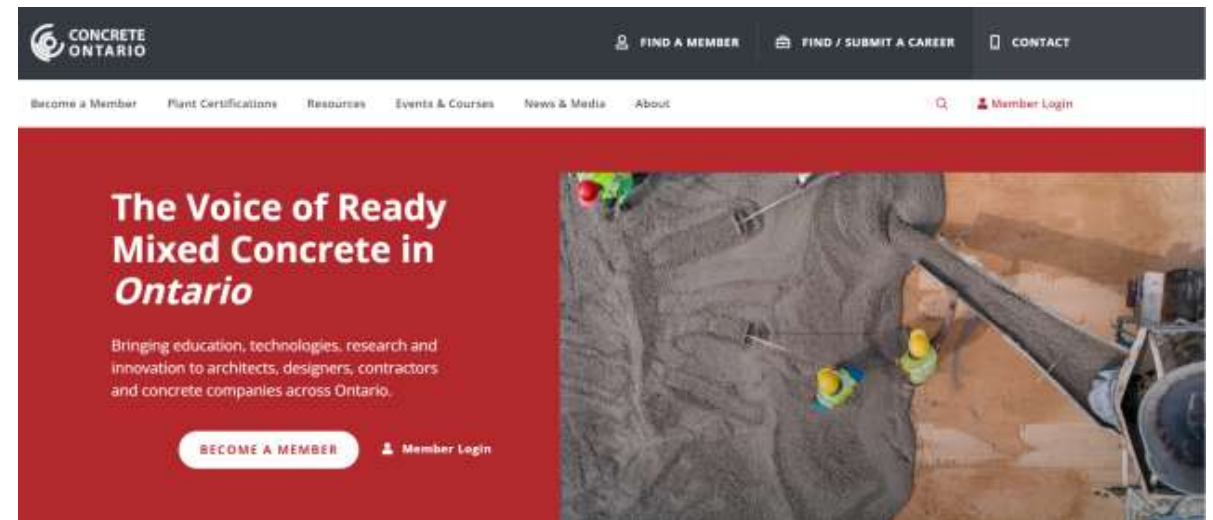 CONCRETE
ONTARIO
FIND A MEMBER
FIND / SUBMIT A CAREER
CONTACT
Become a Member
Plant Certifications
Resources
Events & Courses
News & Media
About
Member Login
The Voice of Ready
Mixed Concrete in
Ontario
Bringing education, technologies, research and
innovation to architects, designers, contractors
and concrete companies across Ontario.
BECOME A MEMBER
Member Login